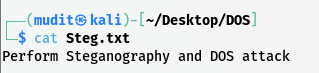 ┌──(mudit㉿kali)-[~/Desktop/DOS]
└─$ cat Steg.txt
Perform Steganography and DOS attack